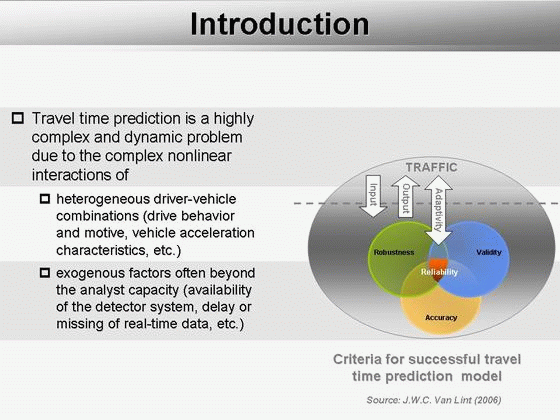 Introduction
Travel time prediction is a highly
complex and dynamic problem
due to the complex nonlinear
interactions of
heterogeneous driver-vehicle
combinations (drive behavior
and motive, vehicle acceleration
characteristics, etc.)
exogenous factors often beyond
the analyst capacity (availability
of the detector system, delay or
missing of real-time data, etc.)
TRAFFIC
Input
Output
Adaptivity
Robustness
Validity
Reliability
Accuracy
Criteria for successful travel
time prediction model
Source: J.W.C. Van Lint (2006)